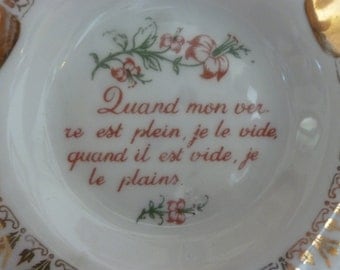 Quand mon ver-
re est plein, je le vide,
quand il est vide, je
le plains.